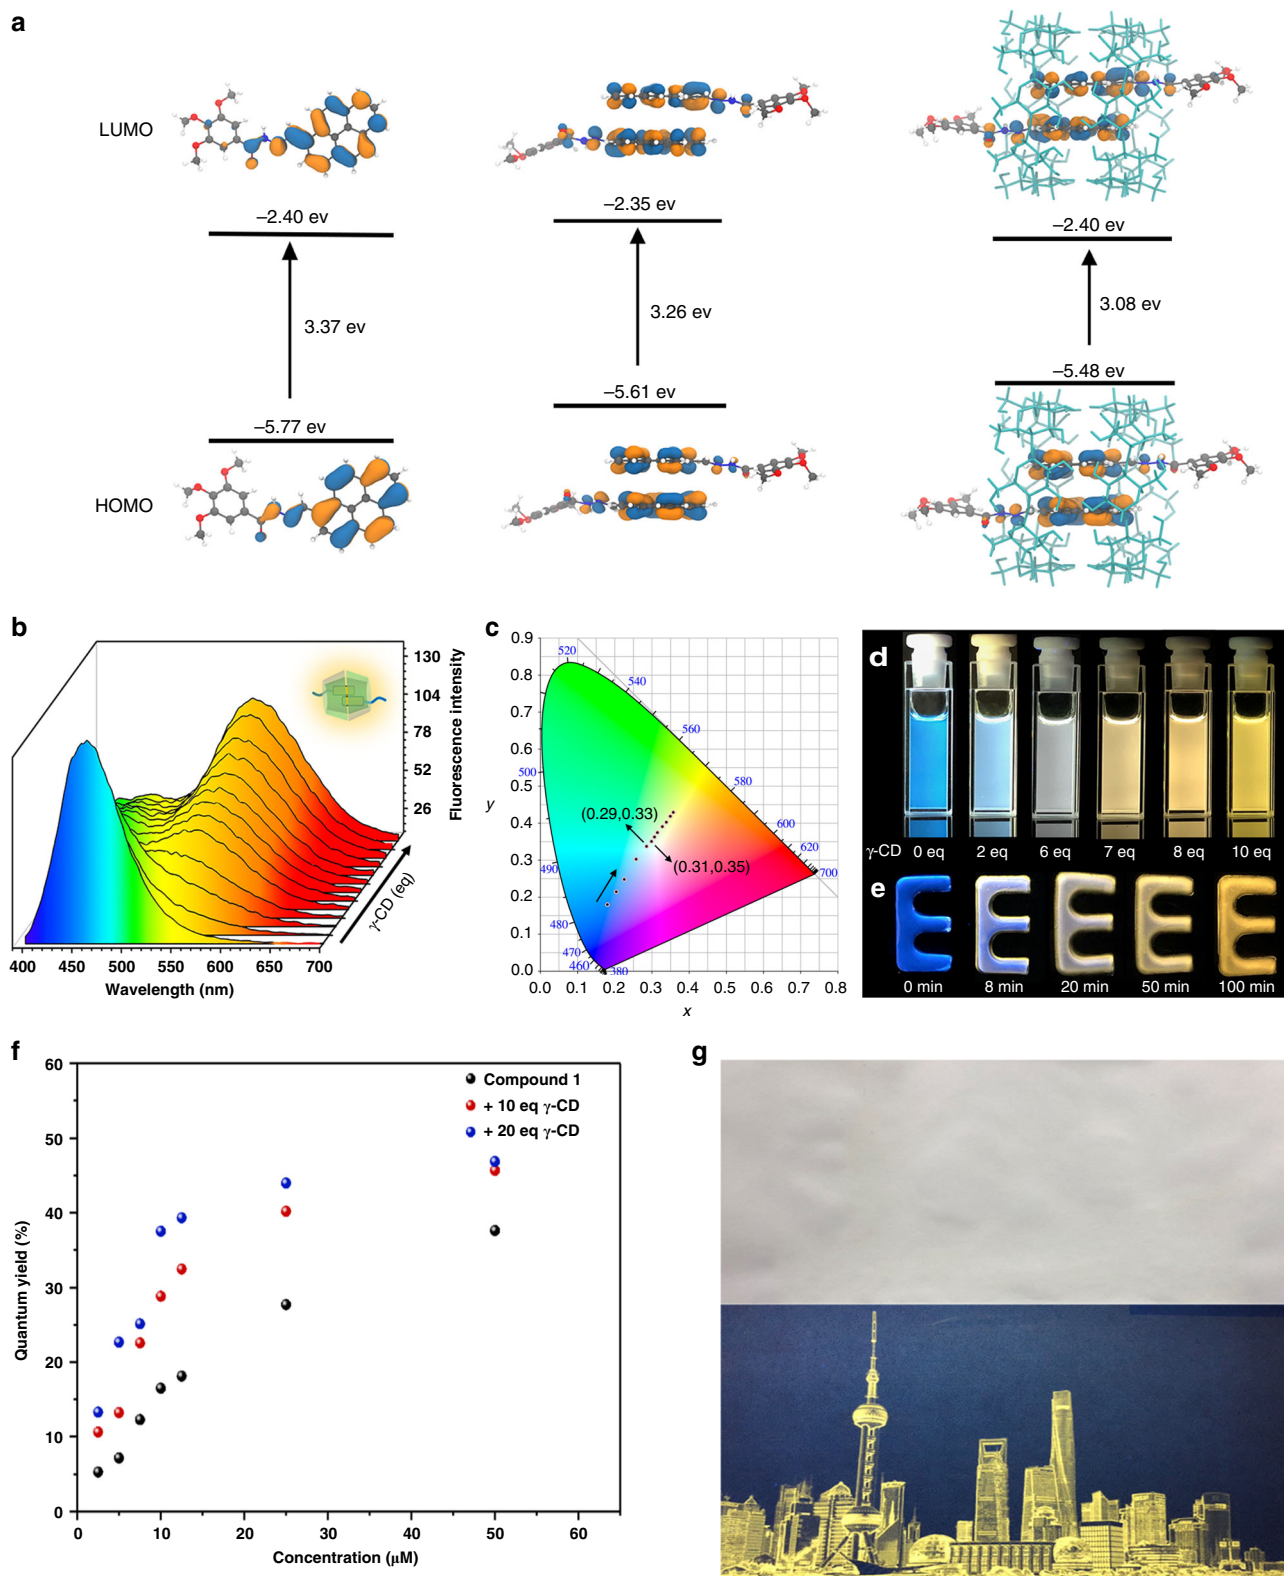 a
LUMO
–2.40 ev
–2.35 ev
–2.40 ev
3.37 ev
3.26 ev
3.08 ev
–5.77 ev
–5.61 ev
–5.48 ev
HOMO
b
130
104
78
52
26
Fluorescence intensity
γ-CD (eq)
400 450 500 550 600 650 700
Wavelength (nm)
c
0.9
0.8
0.7
0.6
0.5
0.4
0.3
0.2
0.1
0.0
y
520
540
560
580
600
620
700
500
490
480
470
460
380
(0.29,0.33)
(0.31,0.35)
0.0 0.1 0.2 0.3 0.4 0.5 0.6 0.7 0.8
x
d
γ-CD 0 eq 2 eq 6 eq 7 eq 8 eq 10 eq
e
0 min 8 min 20 min 50 min 100 min
f
60
50
40
30
20
10
0
Quantum yield (%)
Compound 1
+ 10 eq γ-CD
+ 20 eq γ-CD
0 10 20 30 40 50 60
Concentration (μM)
g